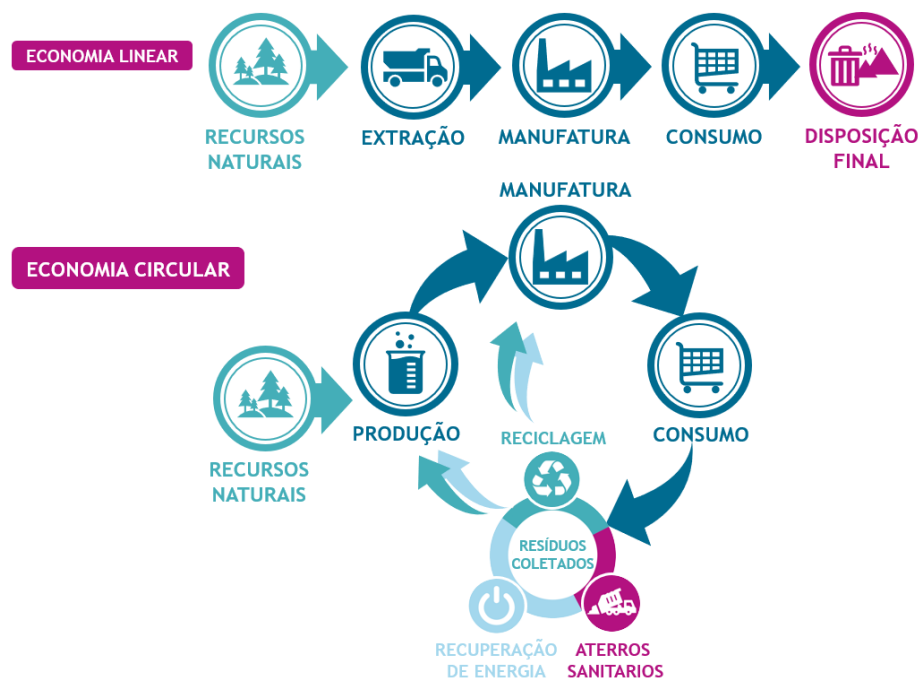 ECONOMIA LINEAR
RECURSOS
NATURAIS
EXTRAÇÃO
MANUFATURA
CONSUMO
DISPOSIÇÃO
FINAL
MANUFATURA
ECONOMIA CIRCULAR
RECURSOS
NATURAIS
PRODUÇÃO
CONSUMO
RECICLAGEM
RESÍDUOS
COLETADOS
RECUPERAÇÃO
DE ENERGIA
ATERROS
SANITARIOS